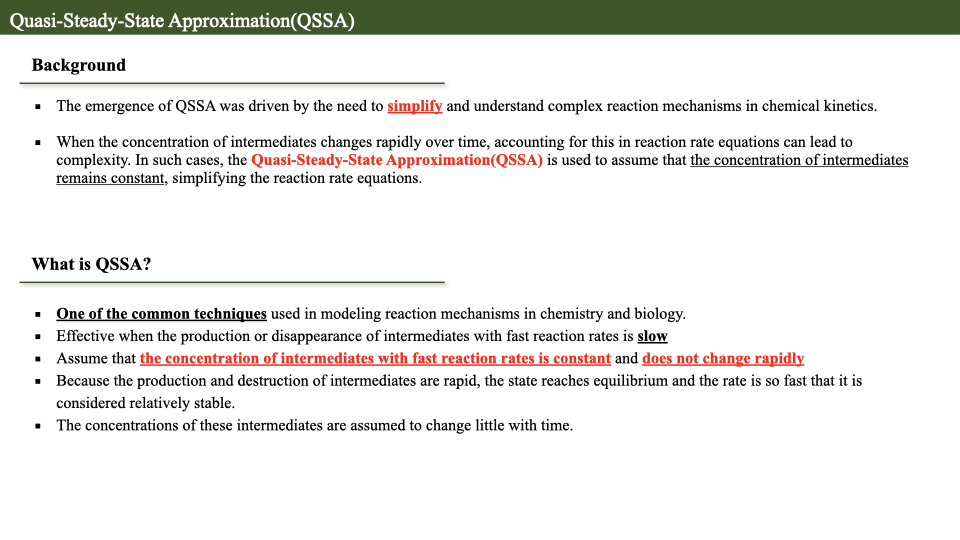 Quasi-Steady-State Approximation(QSSA)
Background
▪ The emergence of QSSA was driven by the need to simplify and understand complex reaction mechanisms in chemical kinetics.
▪ When the concentration of intermediates changes rapidly over time, accounting for this in reaction rate equations can lead to
complexity. In such cases, the Quasi-Steady-State Approximation(QSSA) is used to assume that the concentration of intermediates
remains constant, simplifying the reaction rate equations.
What is QSSA?
▪ One of the common techniques used in modeling reaction mechanisms in chemistry and biology.
▪ Effective when the production or disappearance of intermediates with fast reaction rates is slow
▪ Assume that the concentration of intermediates with fast reaction rates is constant and does not change rapidly
▪ Because the production and destruction of intermediates are rapid, the state reaches equilibrium and the rate is so fast that it is
considered relatively stable.
▪ The concentrations of these intermediates are assumed to change little with time.